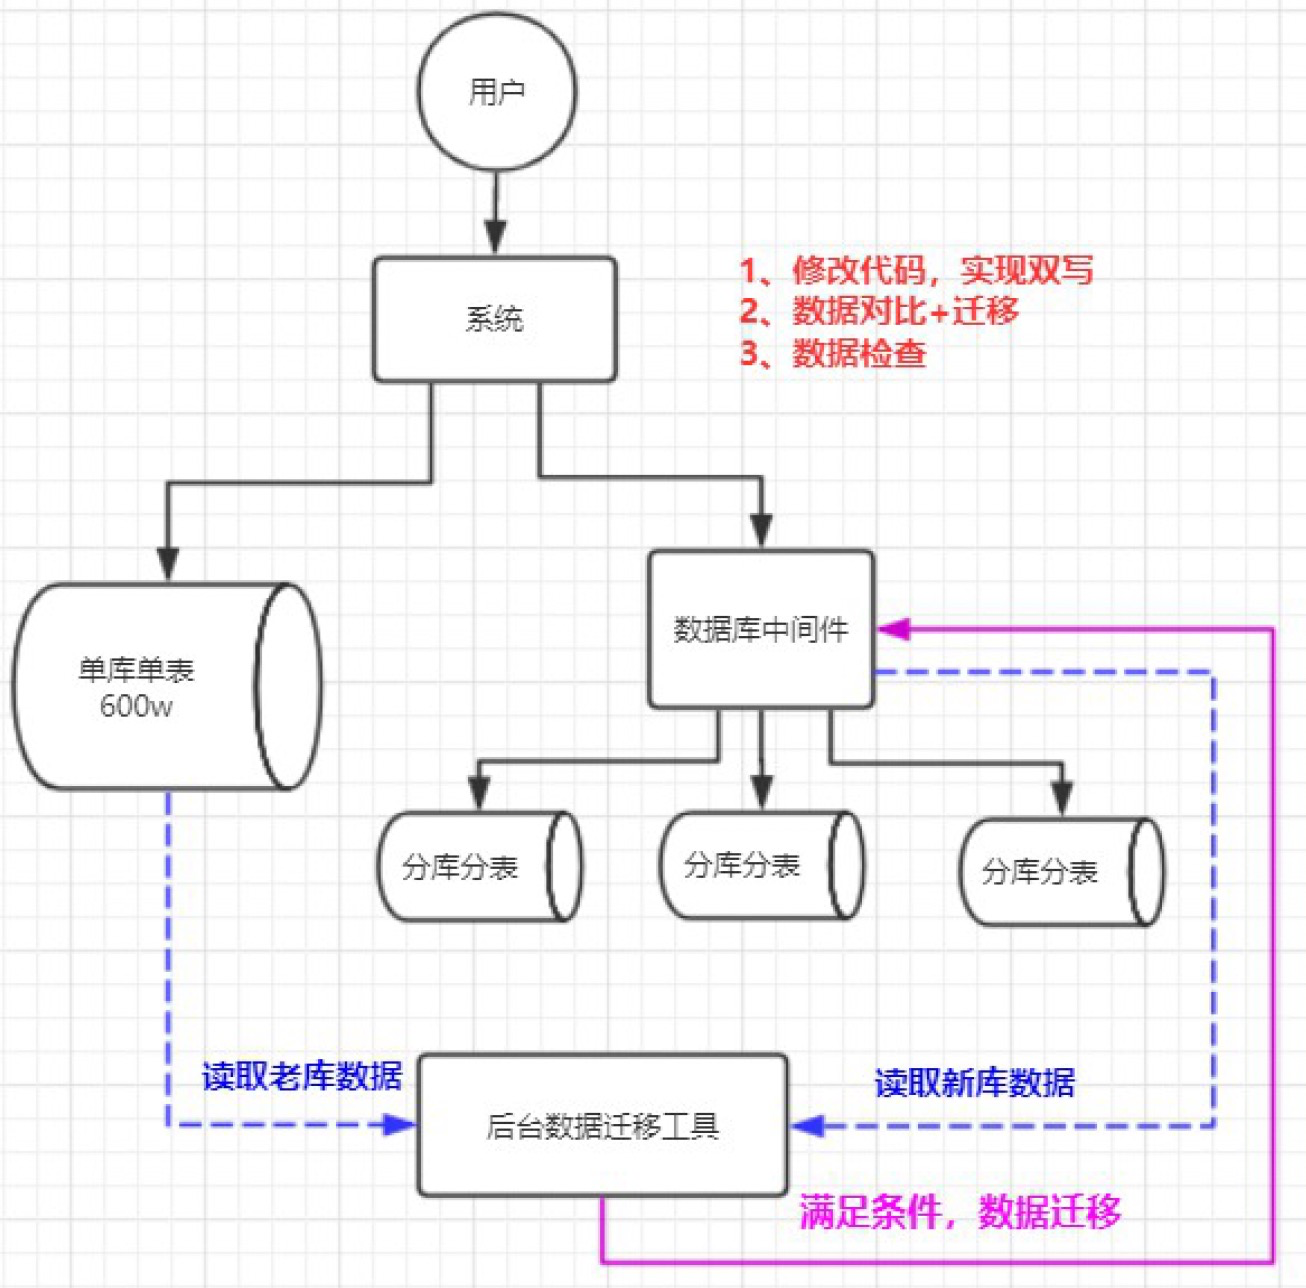 用户
系统
1、修改代码，实现双写
2、数据对比+迁移
3、数据检查
单库单表
600w
数据库中间件
分库分表
分库分表
分库分表
读取老库数据
后台数据迁移工具
读取新库数据
满足条件，数据迁移